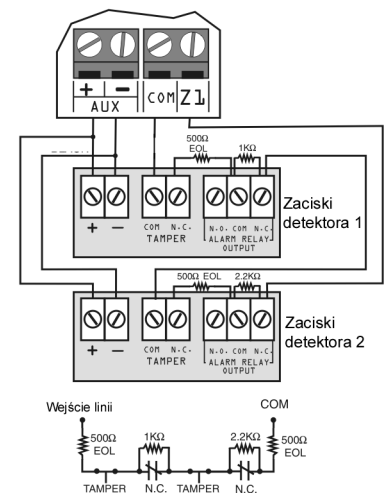 + − COM Z1
AUX
500Ω
EOL
1KΩ
Zaciski
detektora 1
+ − COM N.C. N.O. COM N.C.
TAMPER ALARM RELAY
OUTPUT
500Ω EOL 2.2KΩ
Zaciski
detektora 2
+ − COM N.C. N.O. COM N.C.
TAMPER ALARM RELAY
OUTPUT
Wejście linii COM
500Ω
EOL
1KΩ 2.2KΩ 500Ω
EOL
TAMPER N.C. TAMPER N.C.